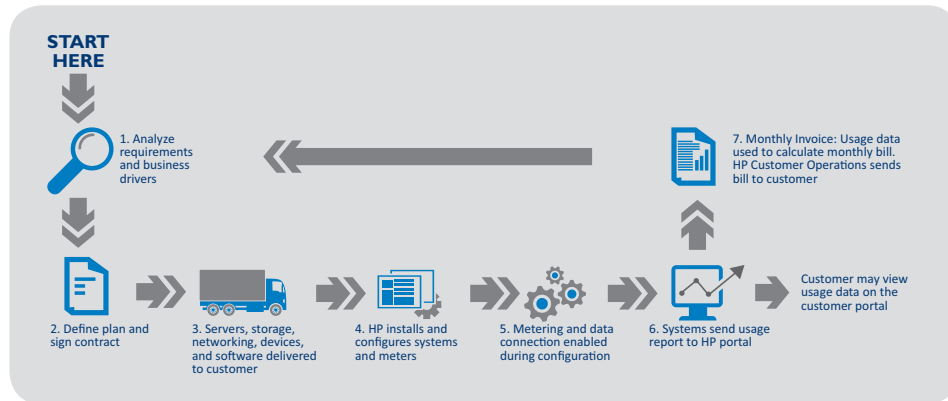 START
HERE
1. Analyze
requirements
and business
drivers
2. Define plan and
sign contract
3. Servers, storage,
networking, devices,
and software delivered
to customer
4. HP installs and
configures systems
and meters
5. Metering and data
connection enabled
during configuration
6. Systems send usage
report to HP portal
Customer may view
usage data on the
customer portal
7. Monthly Invoice: Usage data
used to calculate monthly bill.
HP Customer Operations sends
bill to customer